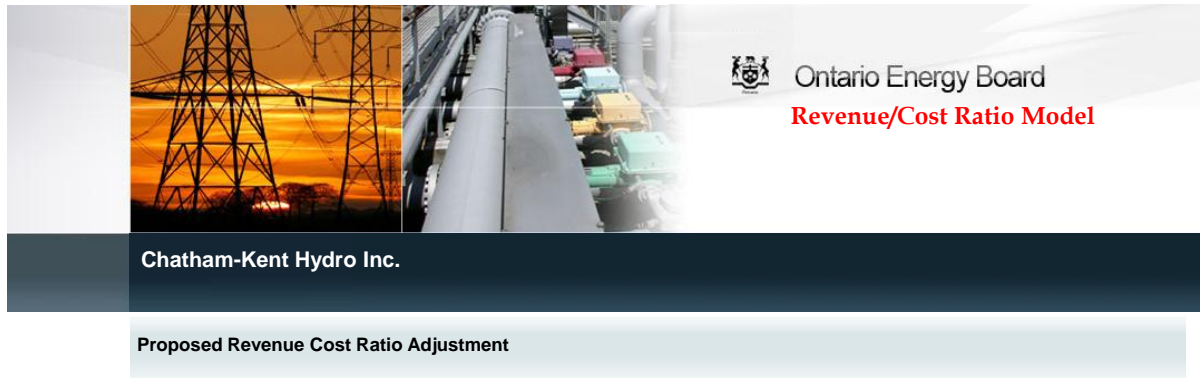 Ontario Energy Board
Revenue/Cost Ratio Model
Chatham-Kent Hydro Inc.
Proposed Revenue Cost Ratio Adjustment